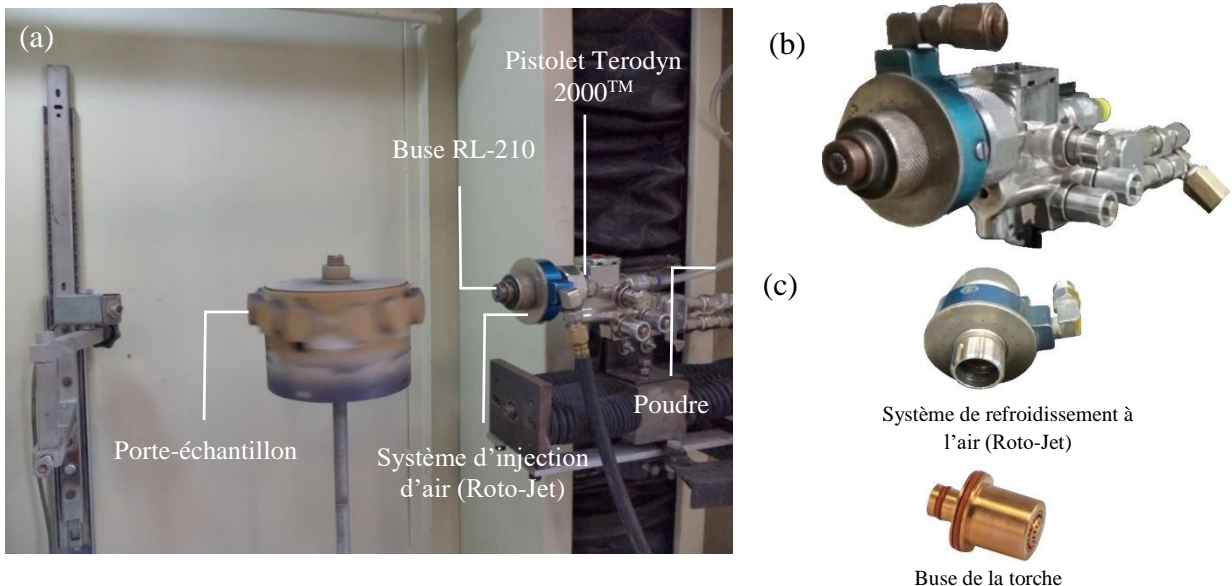 (a)
Pistolet Terodyn
2000TM
Buse RL-210
Porte-échantillon
Système d'injection
d'air (Roto-Jet)
Poudre
(b)
(c)
Système de refroidissement à
l'air (Roto-Jet)
Buse de la torche